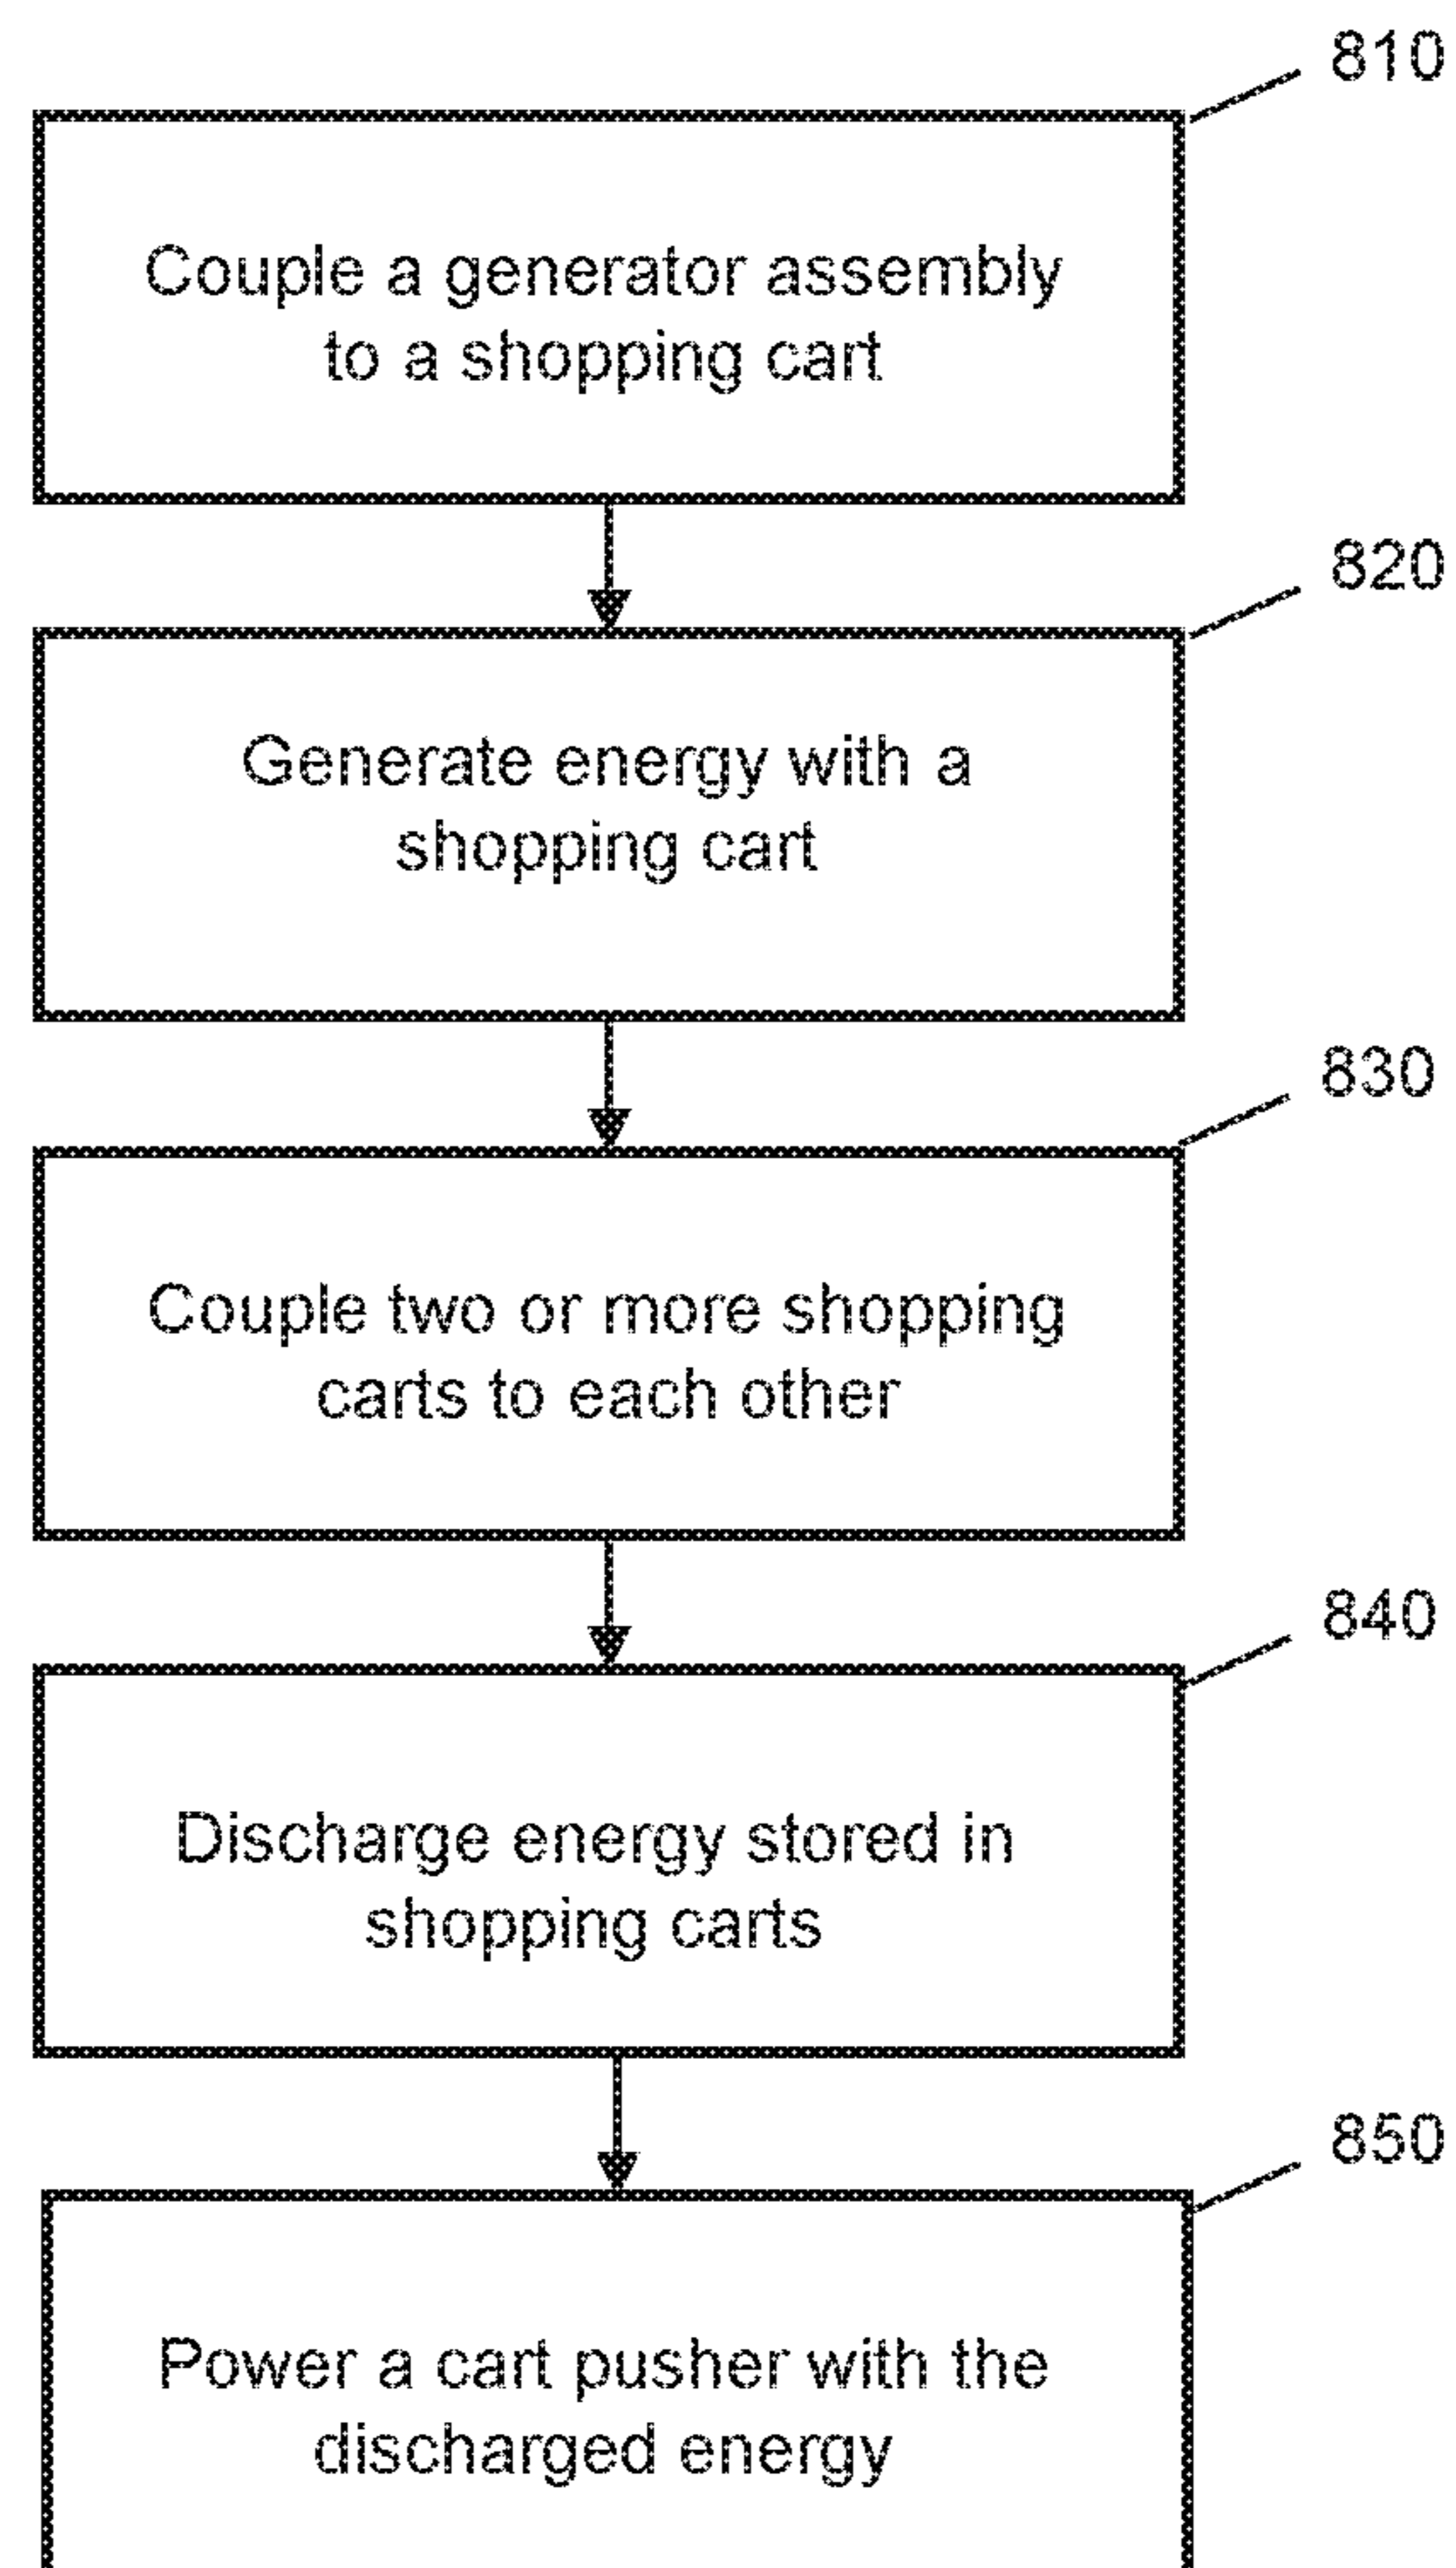 810
Couple a generator assembly
to a shopping cart
820
Generate energy with a
shopping cart
830
Couple two or more shopping
carts to each other
840
Discharge energy stored in
shopping carts
850
Power a cart pusher with the
discharged energy